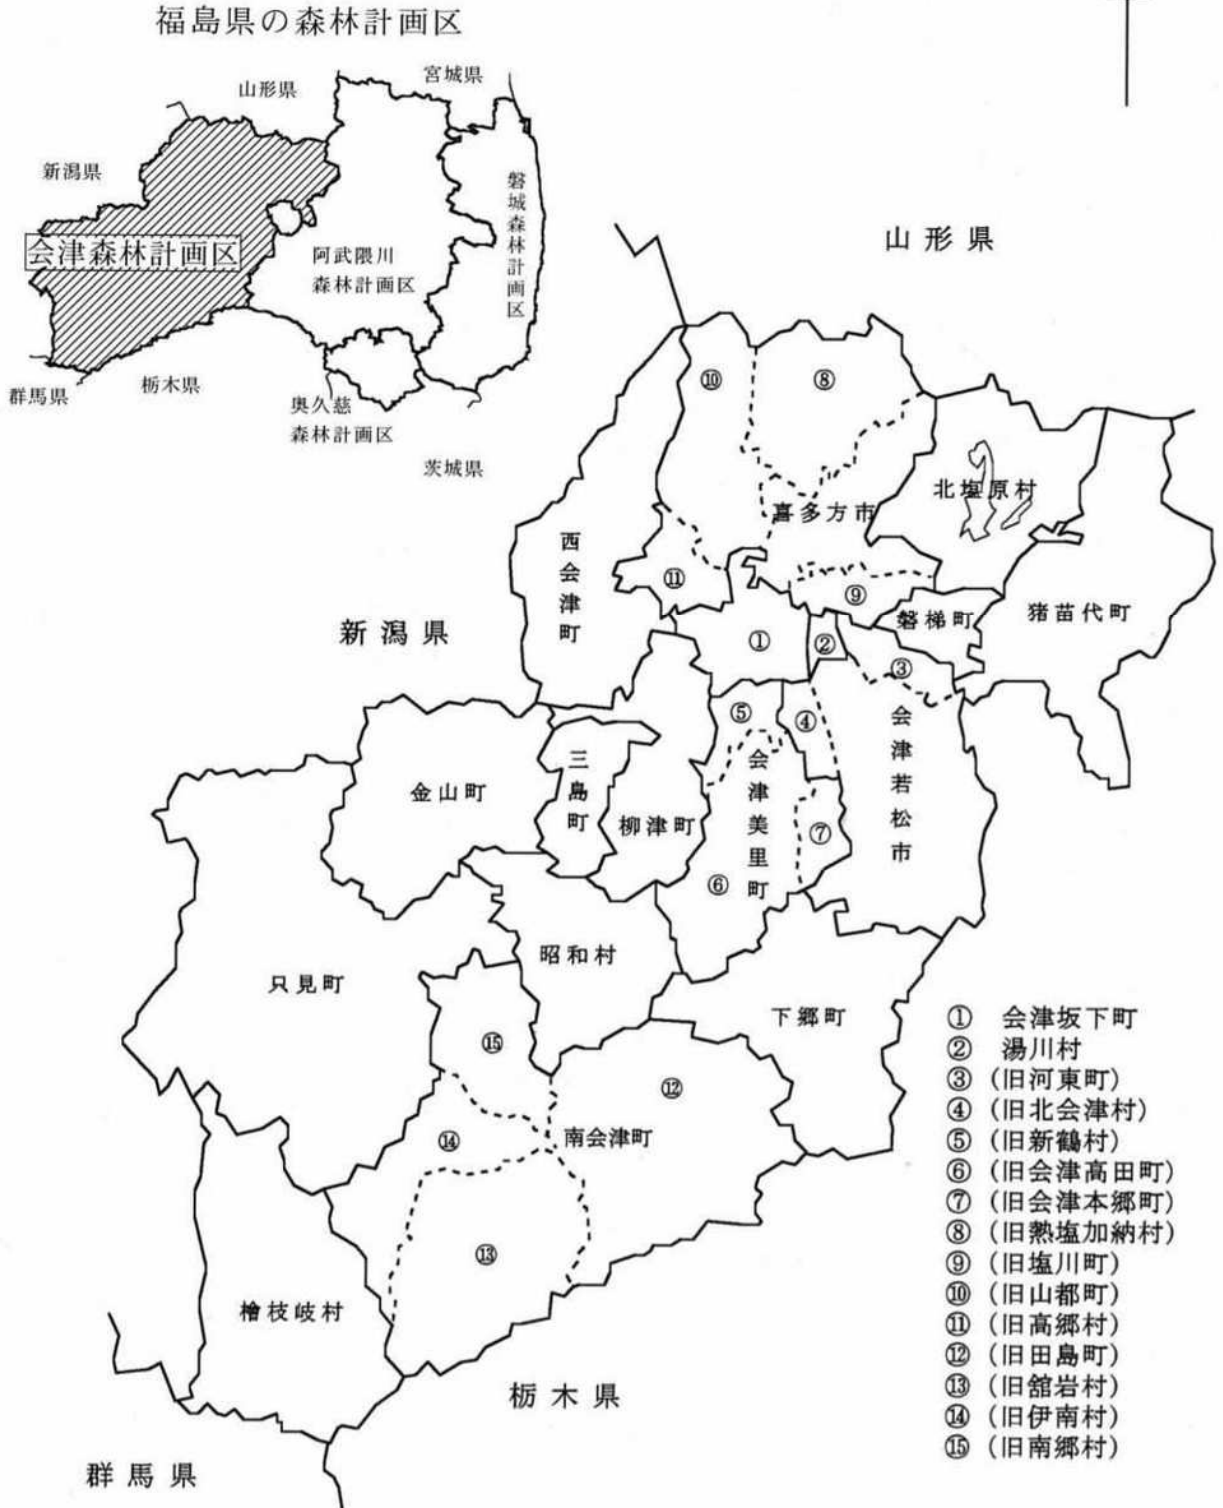 福島県の森林計画区
宮城県
山形県
新潟県
磐城森林計画区
会津森林計画区
阿武隈川
森林計画区
群馬県
栃木県
奥久慈
森林計画区
茨城県
山形県
⑩
⑧
北塩原村
喜多方市
西会津町
⑪
⑨
新潟県
①
②
磐梯町
猪苗代町
③
⑤
④
会津若松市
会津美里町
三島町
金山町
柳津町
⑦
⑥
昭和村
只見町
下郷町
⑮
⑫
⑭
南会津町
⑬
檜枝岐村
栃木県
群馬県
① 会津坂下町
② 湯川村
③ (旧河東町)
④ (旧北会津村)
⑤ (旧新鶴村)
⑥ (旧会津高田町)
⑦ (旧会津本郷町)
⑧ (旧熱塩加納村)
⑨ (旧塩川町)
⑩ (旧山都町)
⑪ (旧高郷村)
⑫ (旧田島町)
⑬ (旧舘岩村)
⑭ (旧伊南村)
⑮ (旧南郷村)